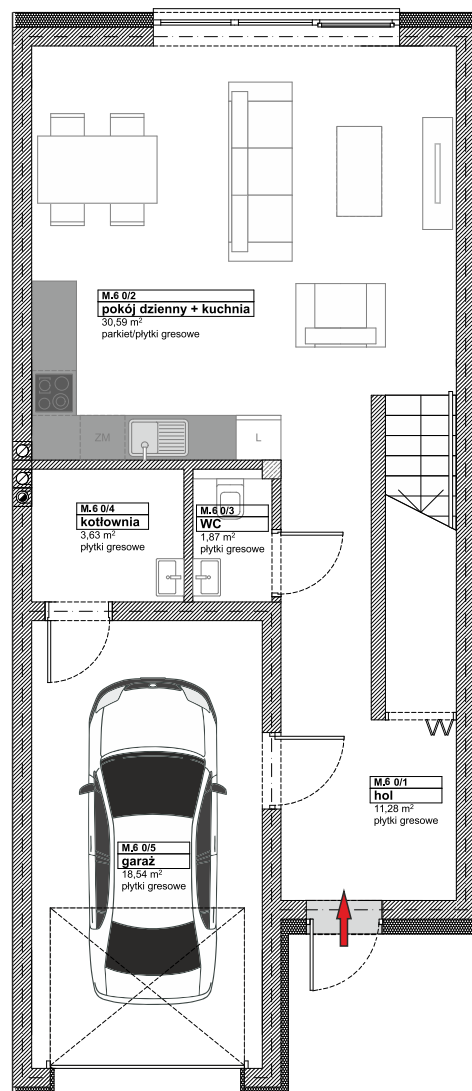 M.6 0/2
pokój dzienny + kuchnia
30,59 m²
parkiet/płytki gresowe
ZM
L
M.6 0/4
kotłownia
3,63 m²
płytki gresowe
M.6 0/3
WC
1,87 m²
płytki gresowe
M.6 0/1
hol
11,28 m²
płytki gresowe
M.6 0/5
garaż
18,54 m²
płytki gresowe